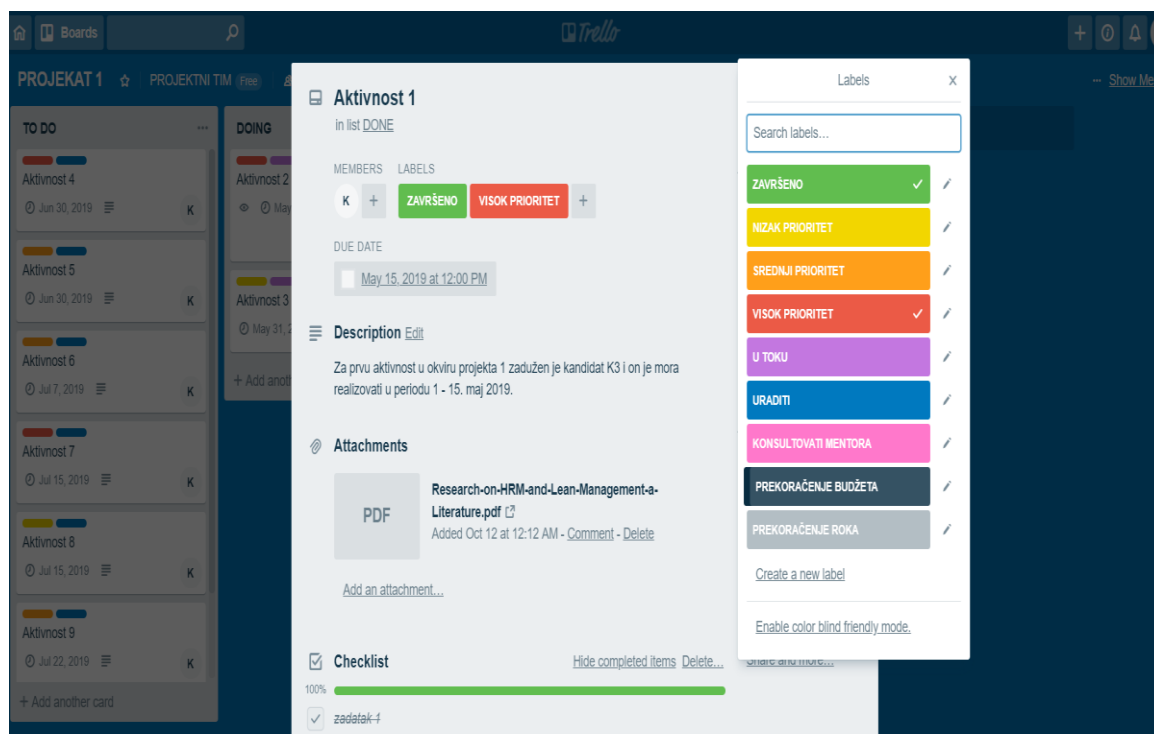 Boards
Trello
PROJEKAT 1
PROJEKTNI TIM Free
Show Me
TO DO
Aktivnost 4
Jun 30, 2019
K
Aktivnost 5
Jun 30, 2019
K
Aktivnost 6
Jul 7, 2019
K
Aktivnost 7
Jul 15, 2019
K
Aktivnost 8
Jul 15, 2019
K
Aktivnost 9
Jul 22, 2019
K
+ Add another card
DOING
Aktivnost 2
May
Aktivnost 3
May 31, 2
+ Add anoth
Aktivnost 1
in list DONE
MEMBERS LABELS
K + ZAVRŠENO VISOK PRIORITET +
DUE DATE
May 15, 2019 at 12:00 PM
Description Edit
Za prvu aktivnost u okviru projekta 1 zadužen je kandidat K3 i on je mora
realizovati u periodu 1 - 15. maj 2019.
Attachments
PDF
Research-on-HRM-and-Lean-Management-a-
Literature.pdf
Added Oct 12 at 12:12 AM - Comment - Delete
Add an attachment...
Checklist Hide completed items Delete...
100%
zadatak 1
Labels
Search labels...
ZAVRŠENO
NIZAK PRIORITET
SREDNJI PRIORITET
VISOK PRIORITET
U TOKU
URADITI
KONSULTOVATI MENTORA
PREKORAČENJE BUDŽETA
PREKORAČENJE ROKA
Create a new label
Enable color blind friendly mode.
Share and more...